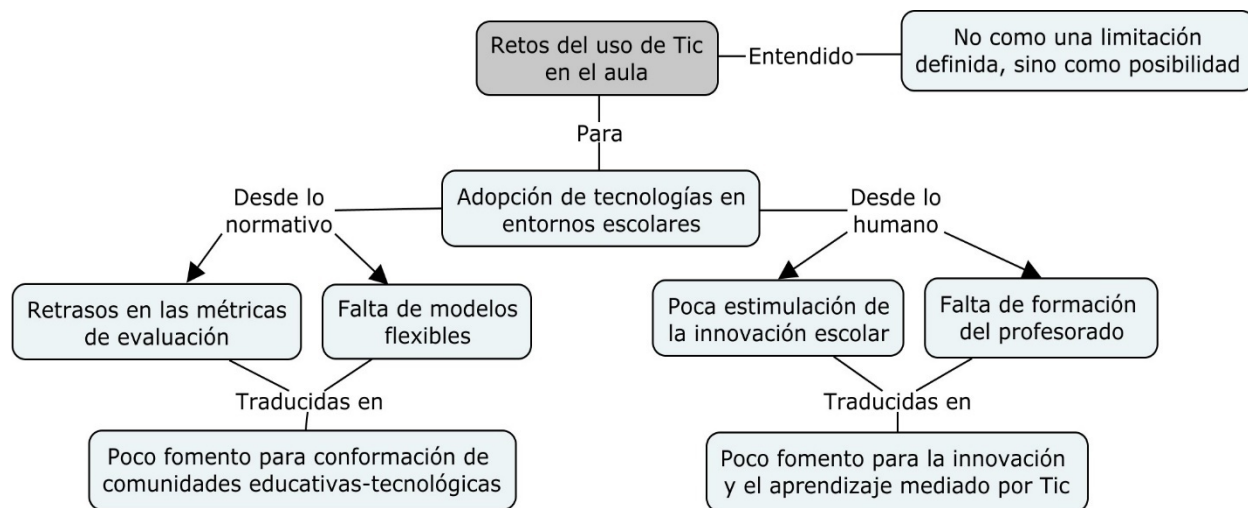 Retos del uso de Tic
en el aula
Entendido
No como una limitación
definida, sino como posibilidad
Para
Adopción de tecnologías en
entornos escolares
Desde lo
normativo
Desde lo
humano
Retrasos en las métricas
de evaluación
Falta de modelos
flexibles
Poca estimulación de
la innovación escolar
Falta de formación
del profesorado
Traducidas en
Traducidas en
Poco fomento para conformación de
comunidades educativas-tecnológicas
Poco fomento para la innovación
y el aprendizaje mediado por Tic